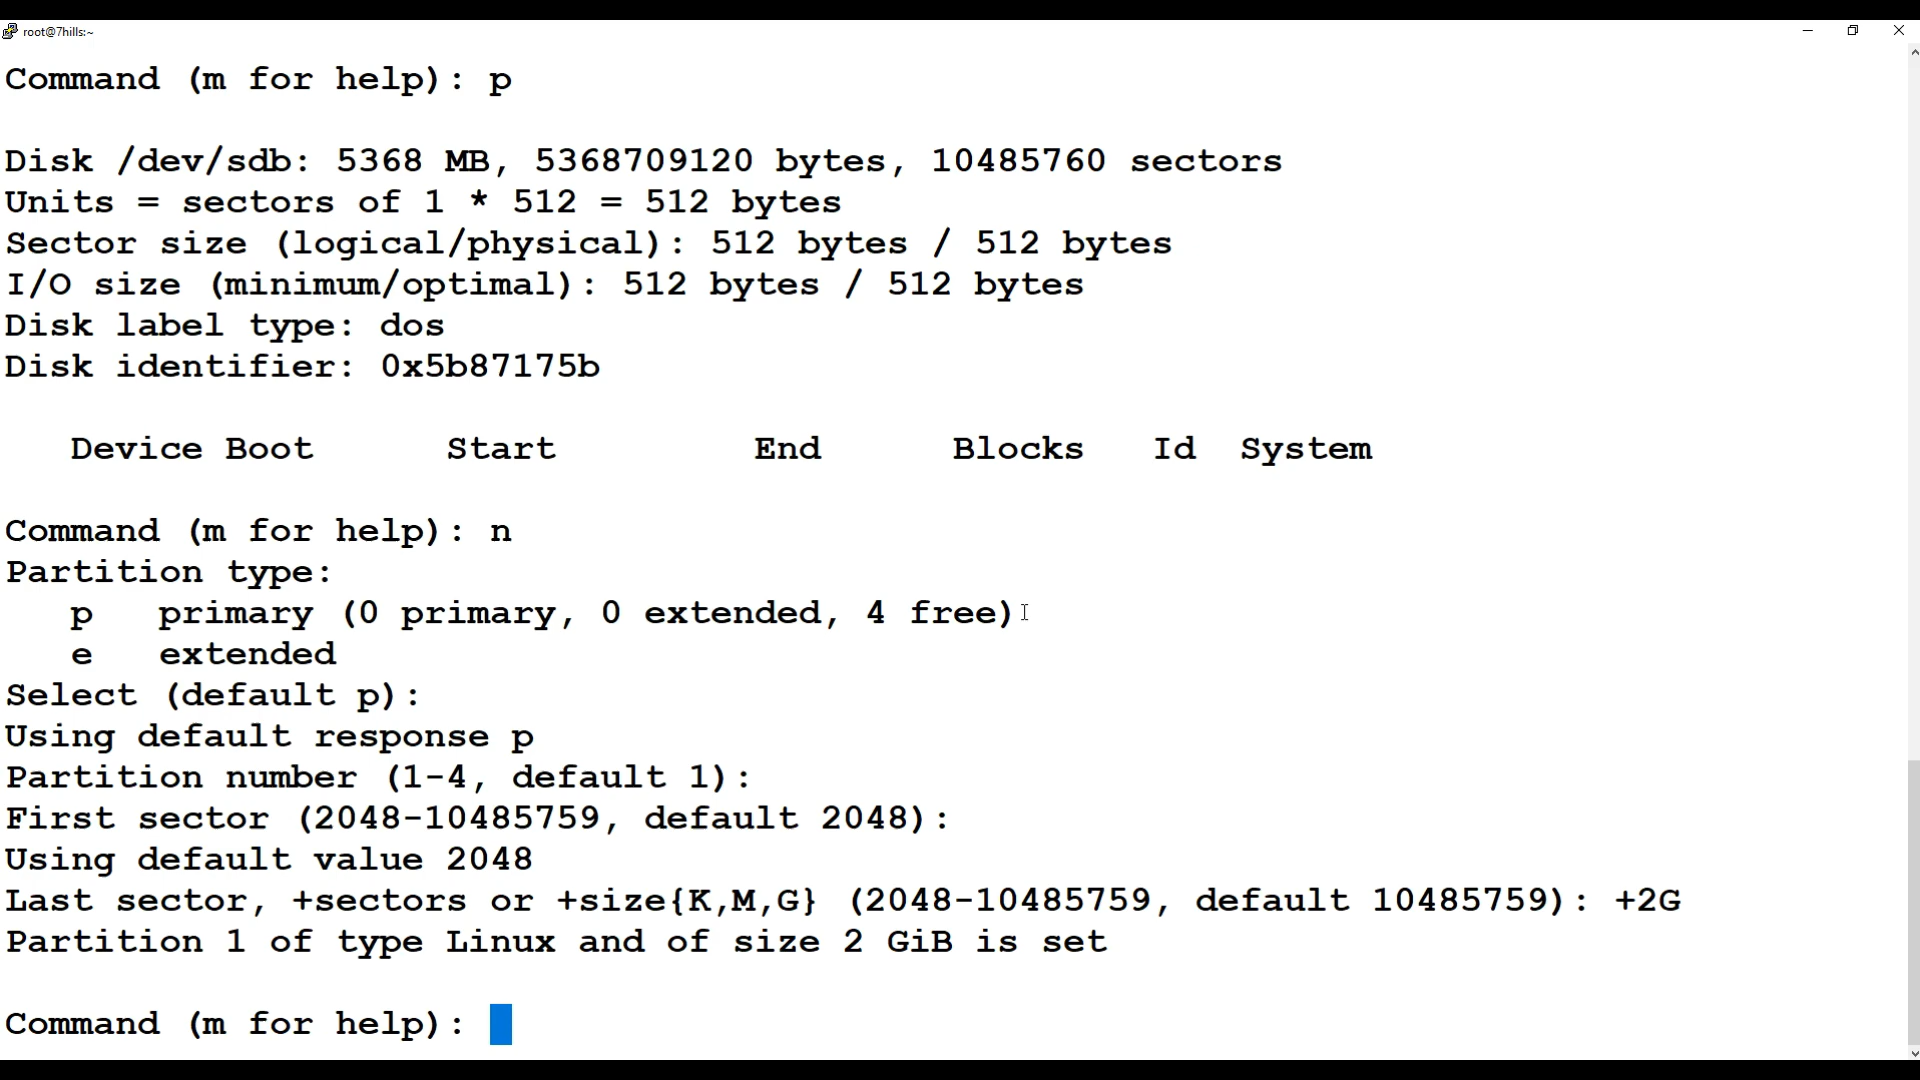 root@7hills:~
Command (m for help): p
Disk /dev/sdb: 5368 MB, 5368709120 bytes, 10485760 sectors
Units = sectors of 1 * 512 = 512 bytes
Sector size (logical/physical): 512 bytes / 512 bytes
I/O size (minimum/optimal): 512 bytes / 512 bytes
Disk label type: dos
Disk identifier: 0x5b87175b
   Device Boot      Start         End      Blocks   Id  System
Command (m for help): n
Partition type:
   p   primary (0 primary, 0 extended, 4 free)
   e   extended
Select (default p):
Using default response p
Partition number (1-4, default 1):
First sector (2048-10485759, default 2048):
Using default value 2048
Last sector, +sectors or +size{K,M,G} (2048-10485759, default 10485759): +2G
Partition 1 of type Linux and of size 2 GiB is set
Command (m for help):